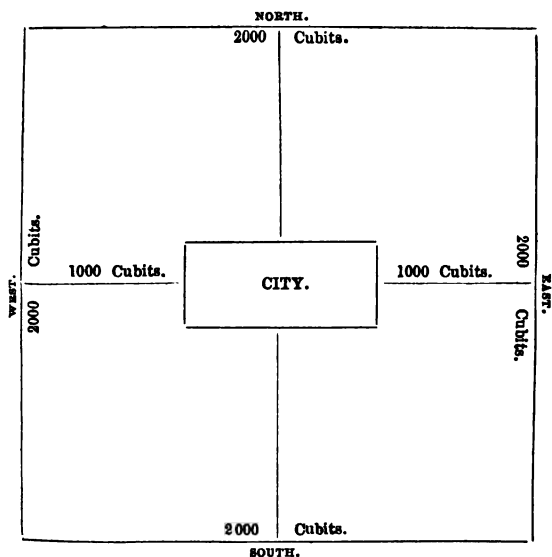 NORTH.
2000 Cubits.
WEST.
2000 Cubits.
1000 Cubits.
CITY.
1000 Cubits.
2000 Cubits.
EAST.
2000 Cubits.
SOUTH.